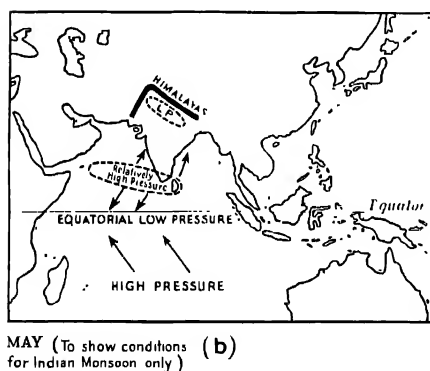 HIMALAYAS
L.P.
Relatively
High Pressure
Equator
EQUATORIAL LOW PRESSURE
HIGH PRESSURE
MAY (To show conditions (b)
for Indian Monsoon only)